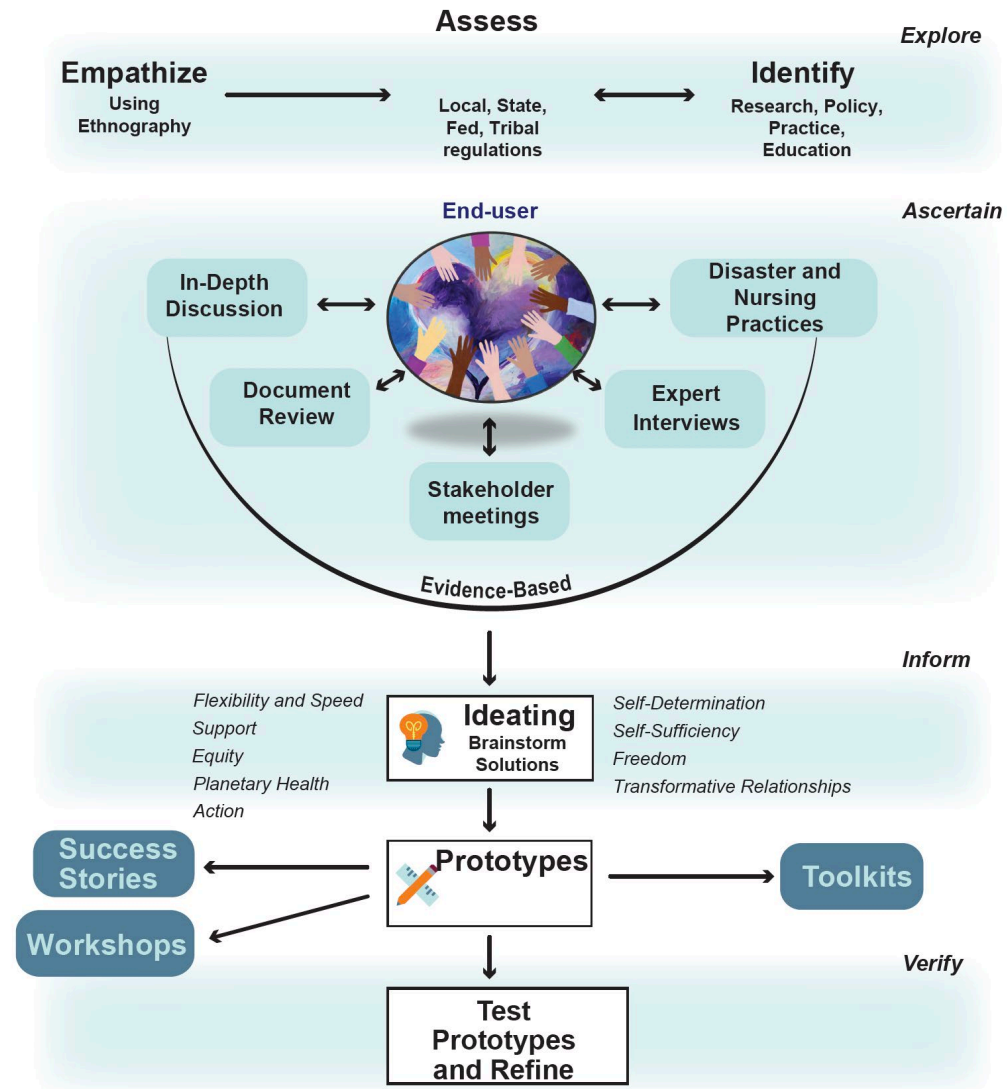 Assess
Explore
Empathize
Using
Ethnography
Local, State,
Fed, Tribal
regulations
Identify
Research, Policy,
Practice,
Education
Ascertain
End-user
In-Depth
Discussion
Disaster and
Nursing
Practices
Document
Review
Expert
Interviews
Stakeholder
meetings
Evidence-Based
Inform
Flexibility and Speed
Support
Equity
Planetary Health
Action
Ideating
Brainstorm
Solutions
Self-Determination
Self-Sufficiency
Freedom
Transformative Relationships
Success
Stories
Prototypes
Toolkits
Workshops
Verify
Test
Prototypes
and Refine